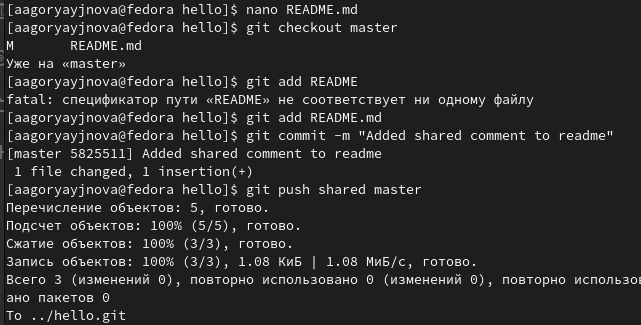 [aagoryayjnova@fedora hello]$ nano README.md
[aagoryayjnova@fedora hello]$ git checkout master
M       README.md
Уже на «master»
[aagoryayjnova@fedora hello]$ git add README
fatal: спецификатор пути «README» не соответствует ни одному файлу
[aagoryayjnova@fedora hello]$ git add README.md
[aagoryayjnova@fedora hello]$ git commit -m "Added shared comment to readme"
[master 5825511] Added shared comment to readme
 1 file changed, 1 insertion(+)
[aagoryayjnova@fedora hello]$ git push shared master
Перечисление объектов: 5, готово.
Подсчет объектов: 100% (5/5), готово.
Сжатие объектов: 100% (3/3), готово.
Запись объектов: 100% (3/3), 1.08 КиБ | 1.08 МиБ/с, готово.
Всего 3 (изменений 0), повторно использовано 0 (изменений 0), повторно использов
ано пакетов 0
To ../hello.git